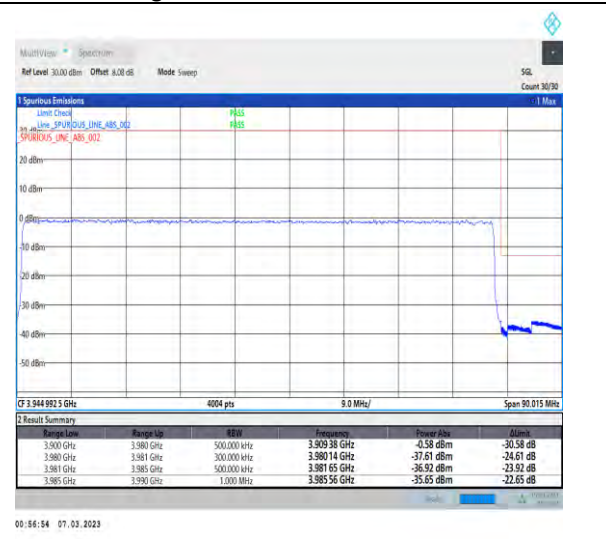 MultiView Spectrum
Ref Level 30.00 dBm Offset 8.08 dB Mode Sweep SGL
Count 30/30
1 Spurious Emissions 1 Max
Limit Check PASS
Line _SPURIOUS_LINE_ABS_002 PASS
_SPURIOUS_LINE_ABS_002
20 dBm
10 dBm
0 dBm
-10 dBm
-20 dBm
-30 dBm
-40 dBm
-50 dBm
CF 3.944 992 5 GHz 4004 pts 9.0 MHz/ Span 90.015 MHz
2 Result Summary
Range Low Range Up RBW Frequency Power Abs ΔLimit
3.900 GHz 3.980 GHz 500.000 kHz 3.909 38 GHz -0.58 dBm -30.58 dB
3.980 GHz 3.981 GHz 300.000 kHz 3.980 14 GHz -37.61 dBm -24.61 dB
3.981 GHz 3.985 GHz 500.000 kHz 3.981 65 GHz -36.92 dBm -23.92 dB
3.985 GHz 3.990 GHz 1.000 MHz 3.985 56 GHz -35.65 dBm -22.65 dB
00:56:54 07.03.2023